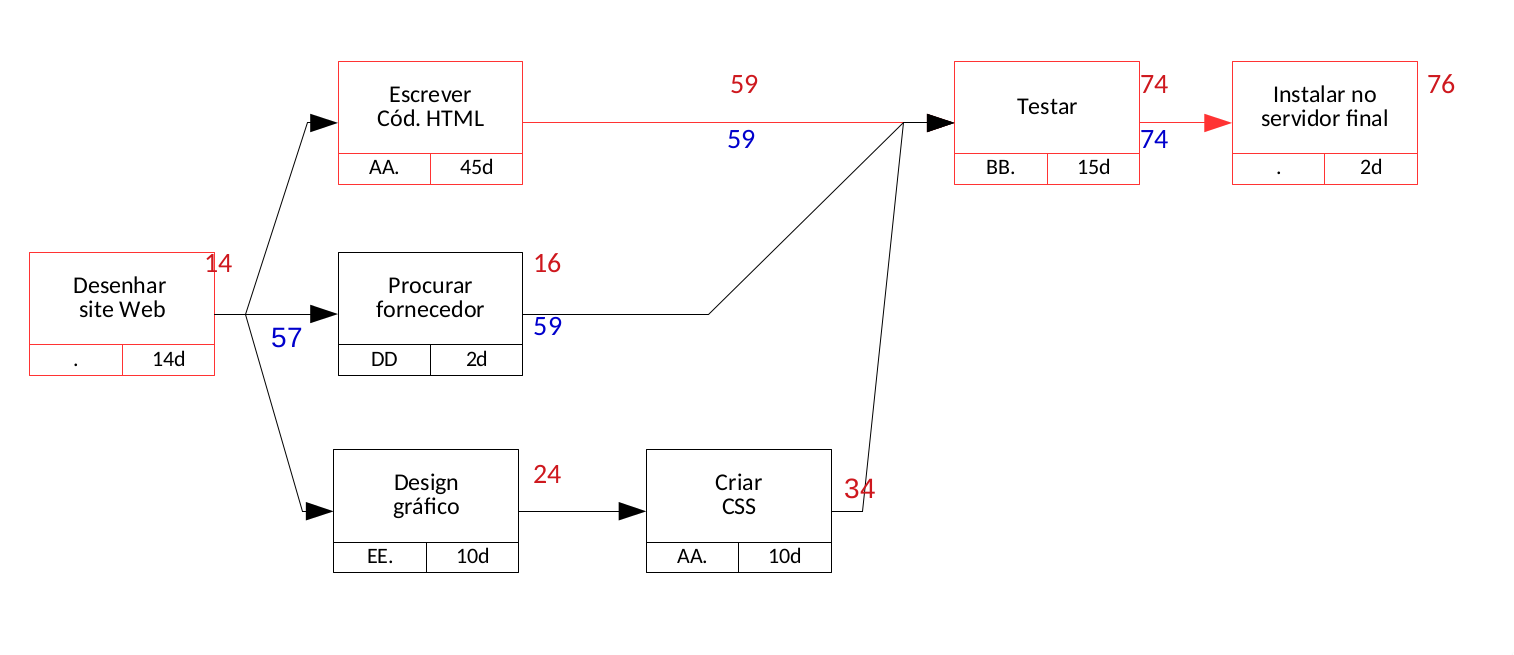 59
Escrever
Cód. HTML
AA.
45d
59
Testar
BB.
15d
74
74
Instalar no
servidor final
.
2d
76
Desenhar
site Web
.
14d
14
57
Procurar
fornecedor
DD
2d
16
59
Design
gráfico
EE.
10d
24
Criar
CSS
AA.
10d
34